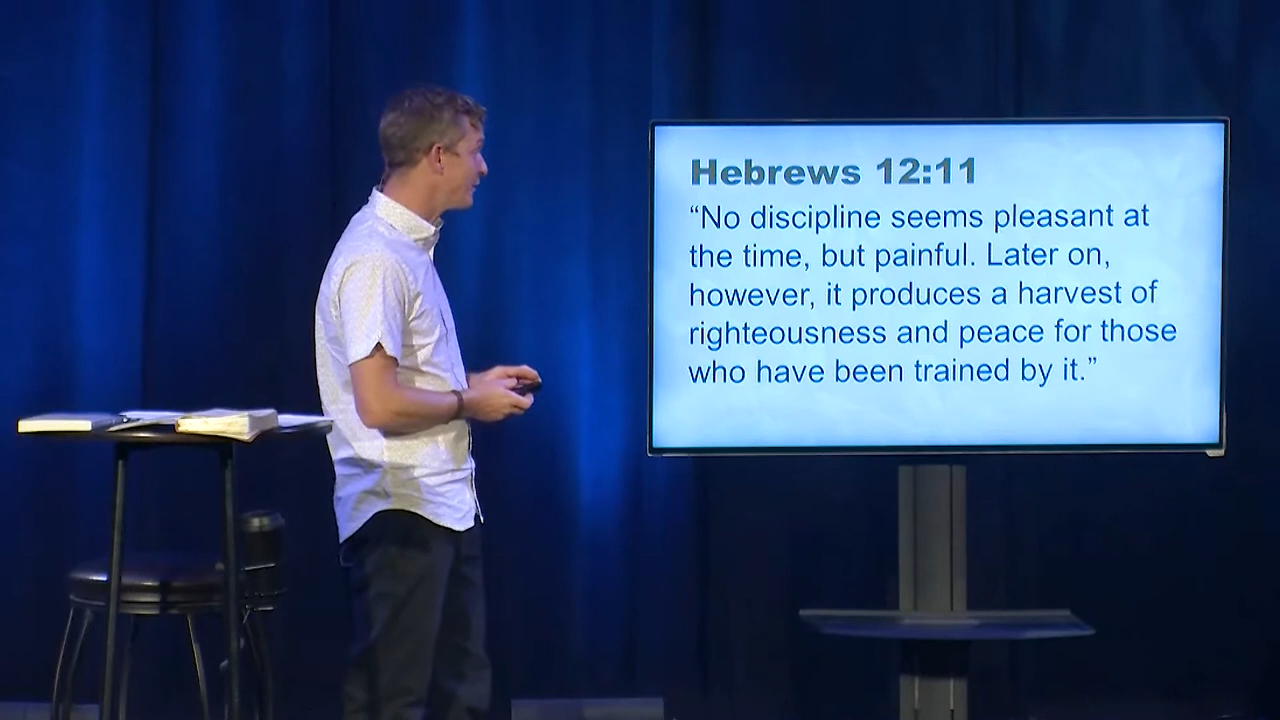 Hebrews 12:11
“No discipline seems pleasant at
the time, but painful. Later on,
however, it produces a harvest of
righteousness and peace for those
who have been trained by it.”